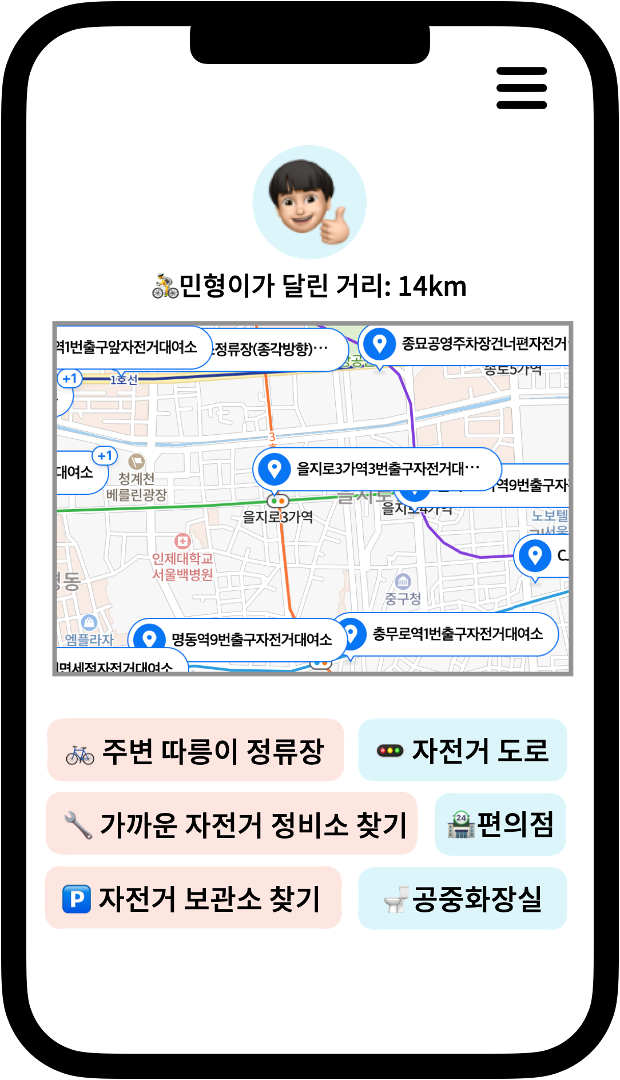 민형이가 달린 거리: 14km
역1번출구앞자전거대여소
정류장(종각방향)…
종묘공영주차장건너편자전거
+1
1호선
종로5가역
3
+1
대여소
청계천
베를린광장
을지로3가역3번출구자전거대…
역9번출구자전
을지로3가역
을지로4가역
노보텔
인제대학교
서울백병원
C
명동
중구청
엠플라자
명동역9번출구자전거대여소
충무로역1번출구자전거대여소
면세점자전거대여소
주변 따릉이 정류장
자전거 도로
가까운 자전거 정비소 찾기
24
편의점
P
자전거 보관소 찾기
공중화장실